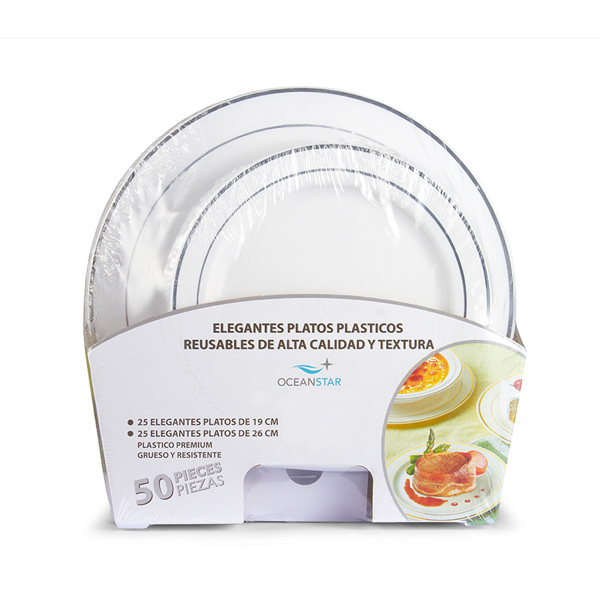 ELEGANTES PLATOS PLASTICOS
REUSABLES DE ALTA CALIDAD Y TEXTURA
OCEANSTAR
• 25 ELEGANTES PLATOS DE 19 CM
• 25 ELEGANTES PLATOS DE 26 CM
PLASTICO PREMIUM
GRUESO Y RESISTENTE
50 PIECES
PIEZAS